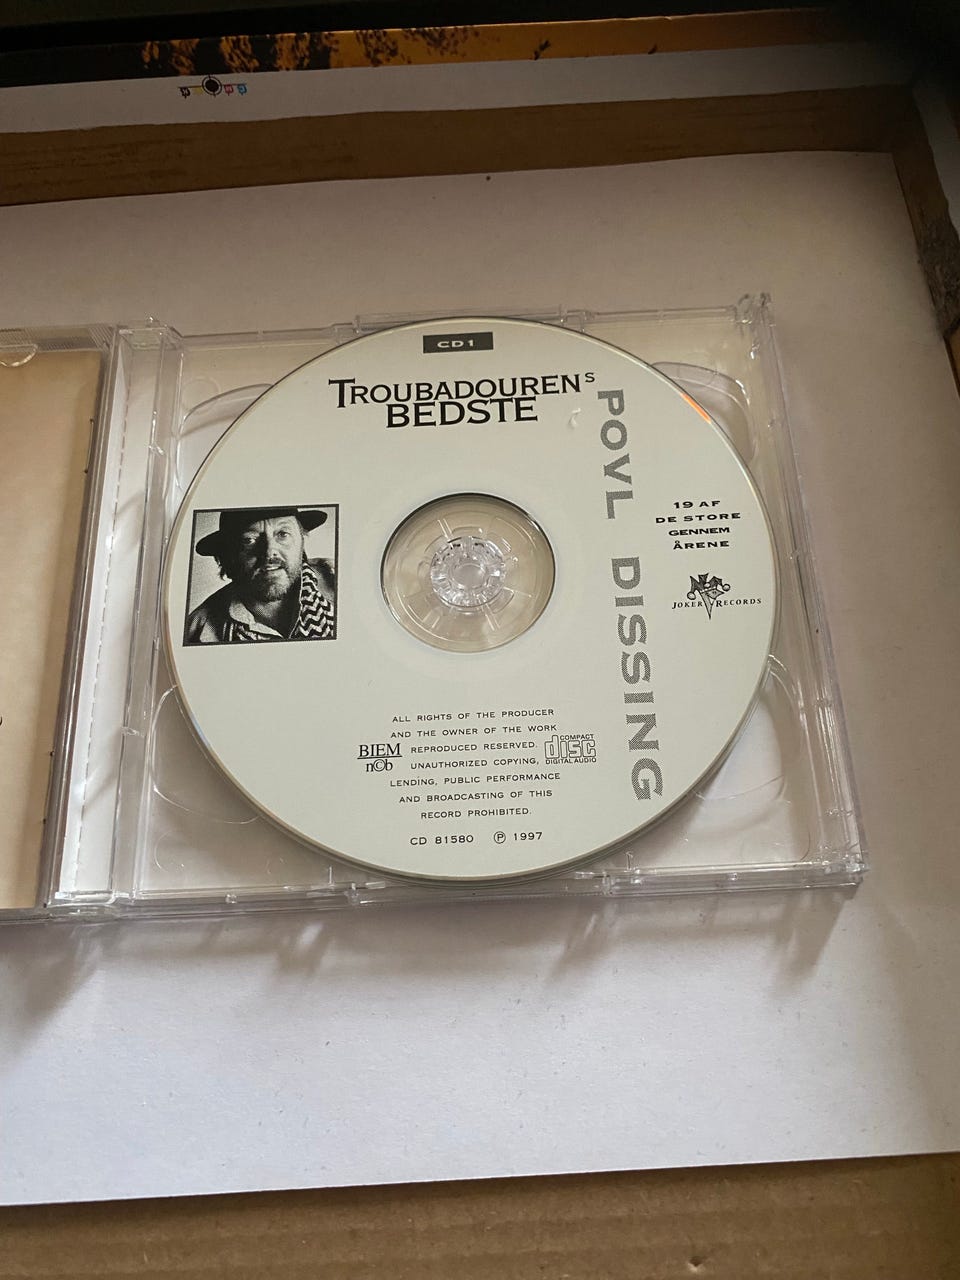 CD 1
TROUBADOURENS
BEDSTE
POVL DISSING
19 AF
DE STORE
GENNEM
ÅRENE
JOKER RECORDS
ALL RIGHTS OF THE PRODUCER
AND THE OWNER OF THE WORK
REPRODUCED RESERVED.
UNAUTHORIZED COPYING,
LENDING, PUBLIC PERFORMANCE
AND BROADCASTING OF THIS
RECORD PROHIBITED.
BIEM
n©b
COMPACT
disc
DIGITAL AUDIO
CD 81580 ℗ 1997